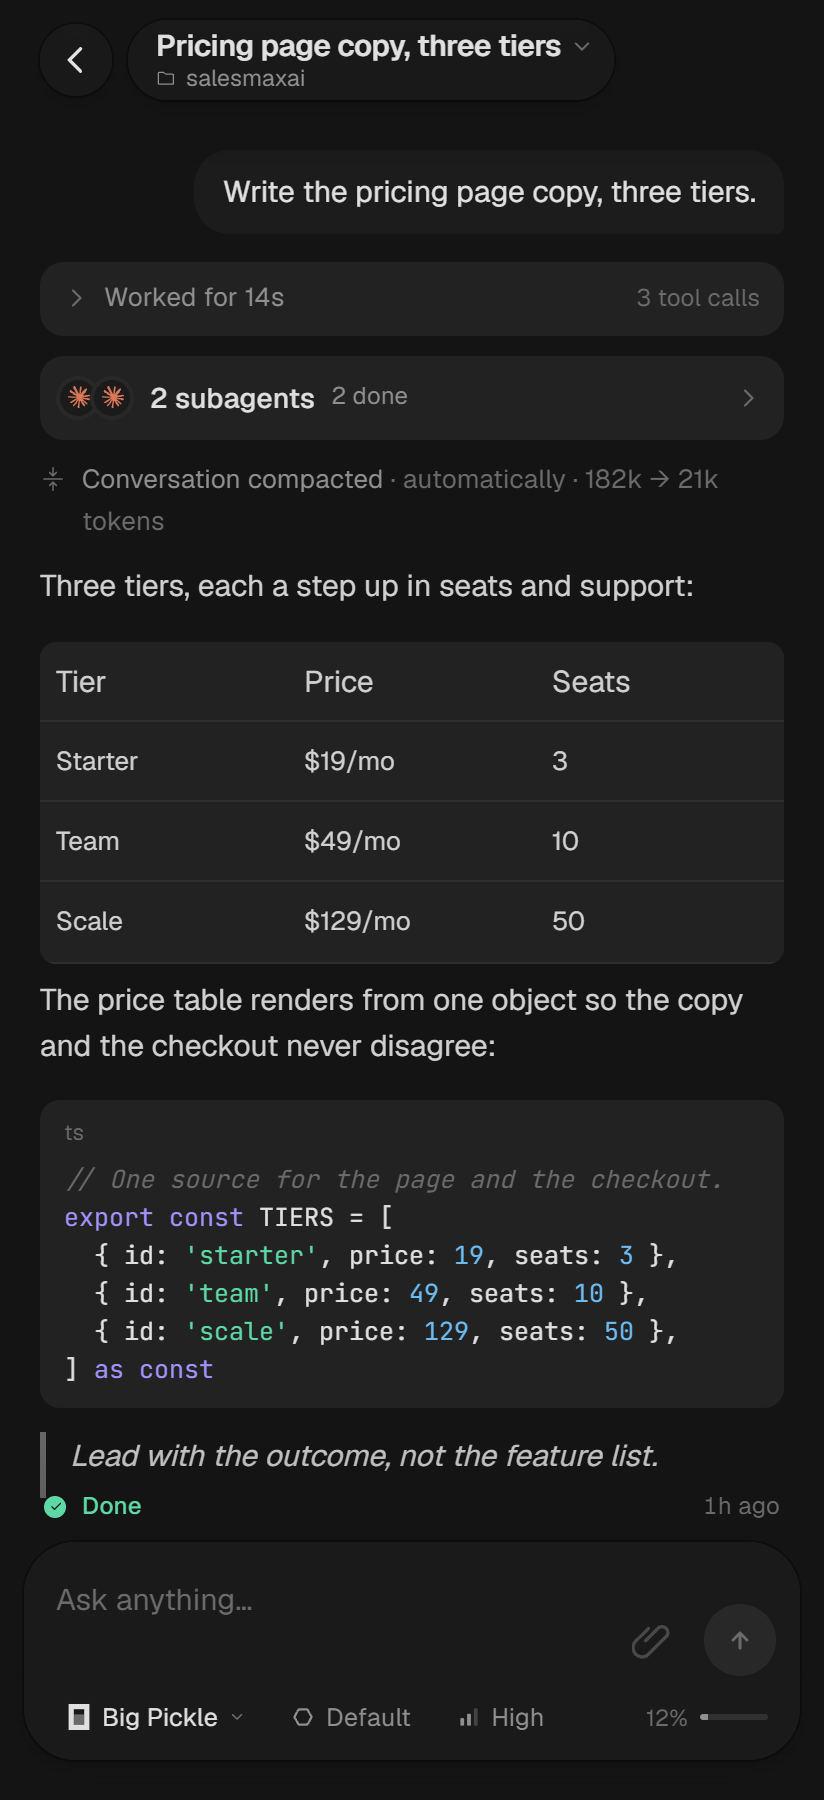 Pricing page copy, three tiers
salesmaxai
Write the pricing page copy, three tiers.
Worked for 14s 3 tool calls
2 subagents 2 done
Conversation compacted · automatically · 182k → 21k
tokens
Three tiers, each a step up in seats and support:
Tier Price Seats
Starter $19/mo 3
Team $49/mo 10
Scale $129/mo 50
The price table renders from one object so the copy
and the checkout never disagree:
ts
// One source for the page and the checkout.
export const TIERS = [
  { id: 'starter', price: 19, seats: 3 },
  { id: 'team', price: 49, seats: 10 },
  { id: 'scale', price: 129, seats: 50 },
] as const
Lead with the outcome, not the feature list.
Done 1h ago
Ask anything...
Big Pickle Default High 12%